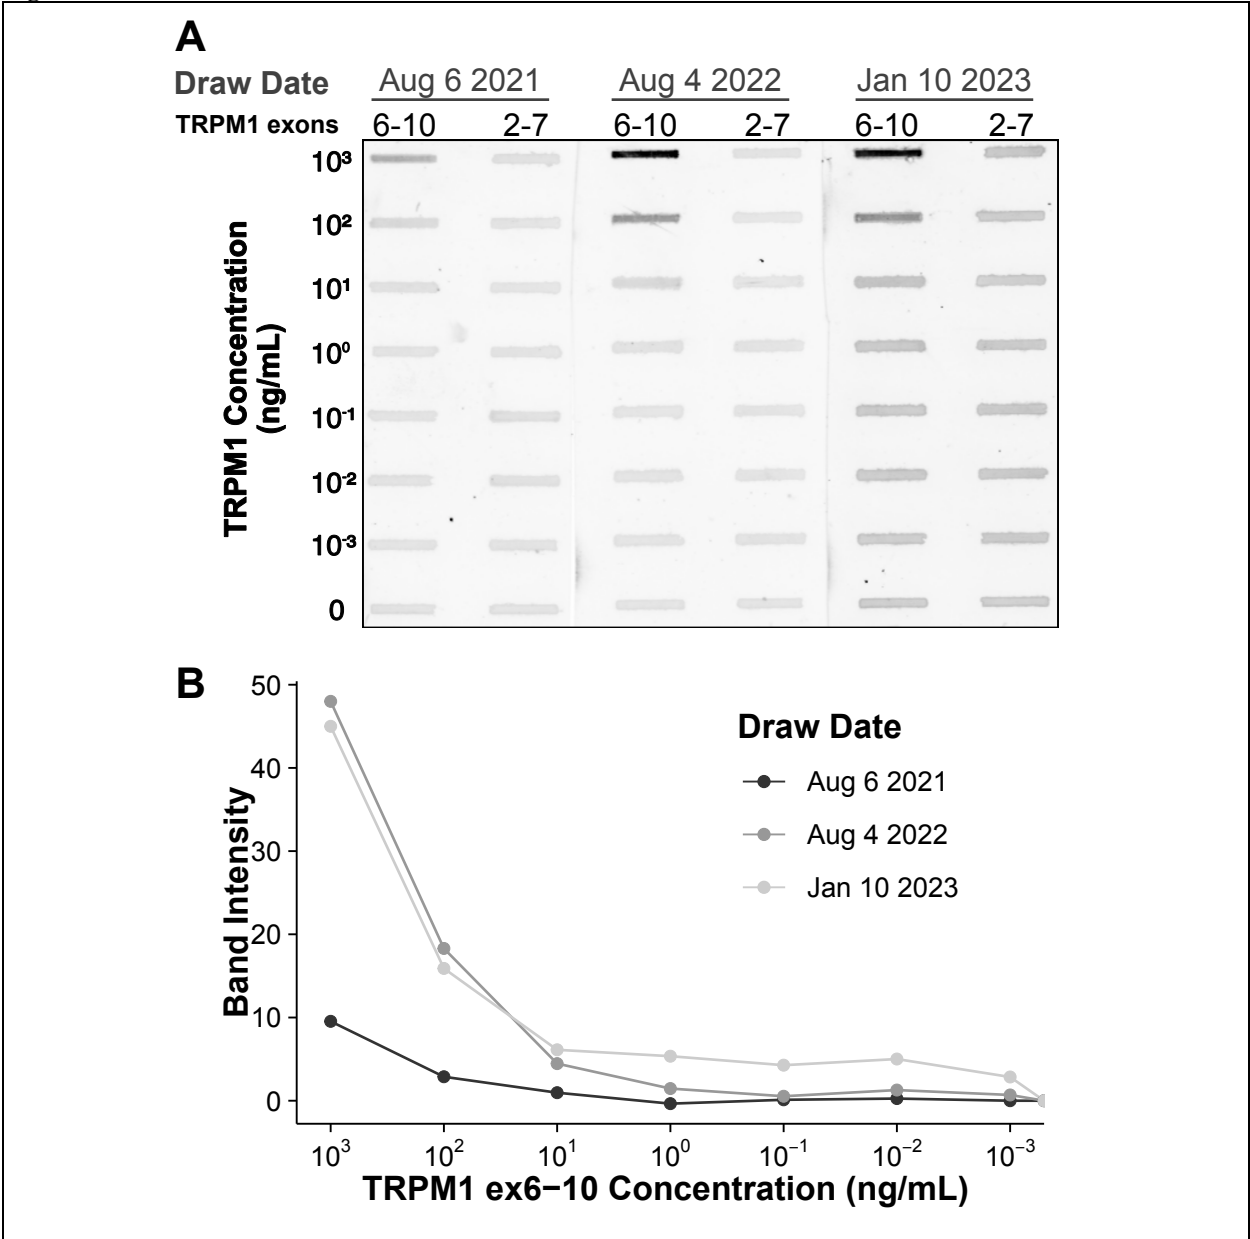 A
Draw Date Aug 6 2021 Aug 4 2022 Jan 10 2023
TRPM1 exons 6-10 2-7 6-10 2-7 6-10 2-7
TRPM1 Concentration
(ng/mL)
10³
10²
10¹
10⁰
10⁻¹
10⁻²
10⁻³
0
B
Band Intensity
50
40
30
20
10
0
Draw Date
Aug 6 2021
Aug 4 2022
Jan 10 2023
10³ 10² 10¹ 10⁰ 10⁻¹ 10⁻² 10⁻³
TRPM1 ex6−10 Concentration (ng/mL)